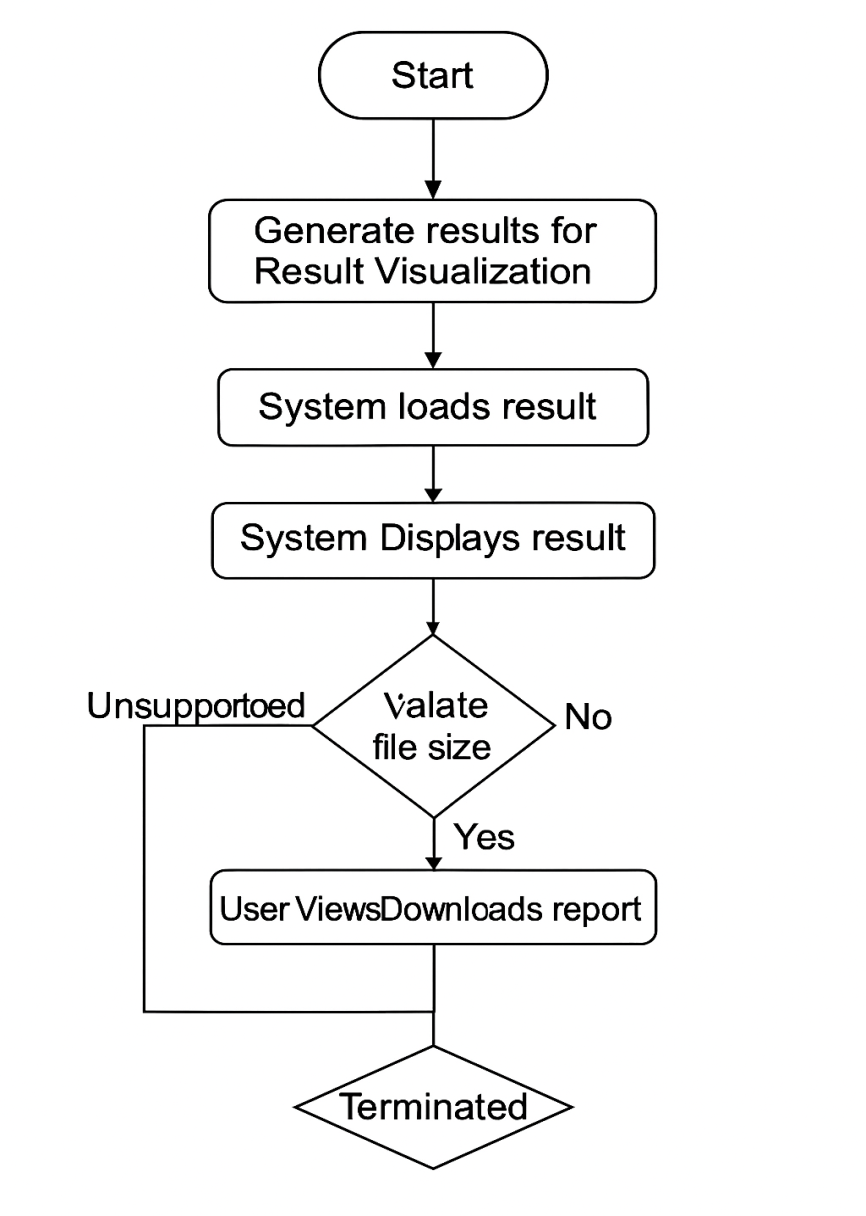 Start
Generate results for
Result Visualization
System loads result
System Displays result
Unsupportoed
Valate
file size
No
Yes
User ViewsDownloads report
Terminated